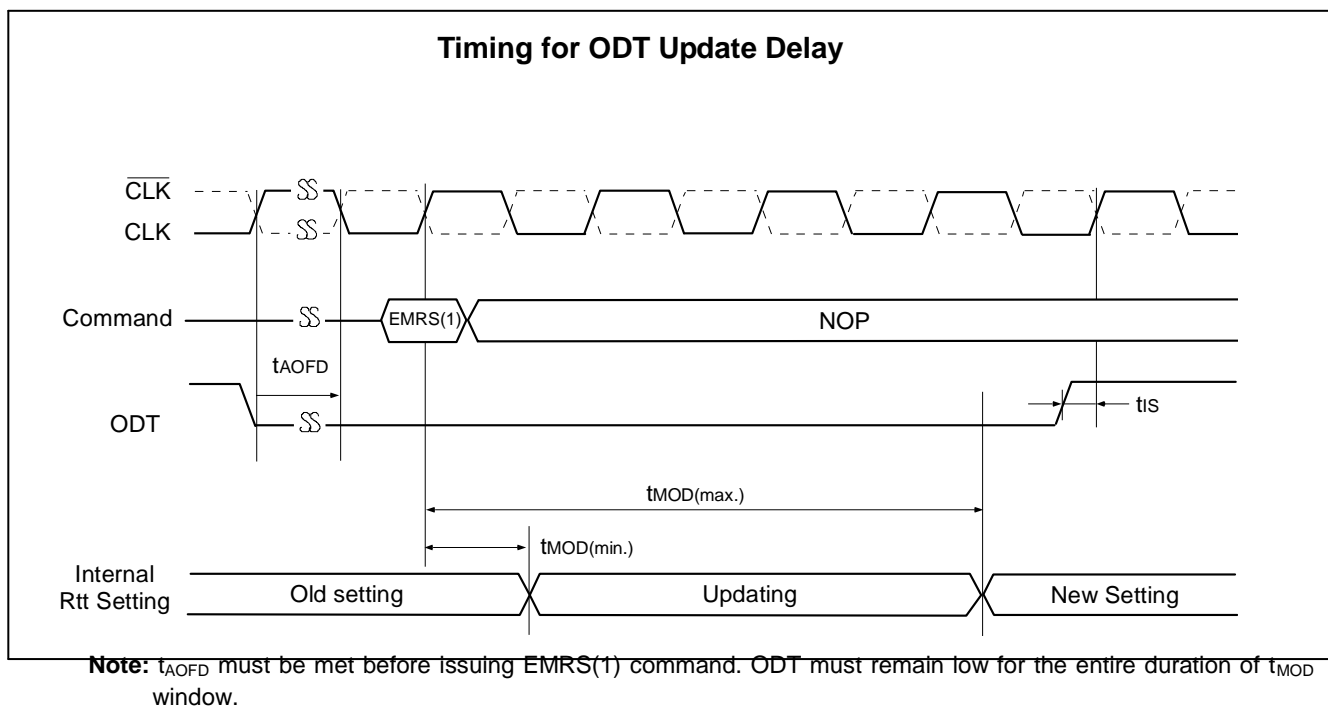 Timing for ODT Update Delay
CLK
CLK
Command
EMRS(1)
NOP
tAOFD
ODT
tIS
tMOD(max.)
tMOD(min.)
Internal
Rtt Setting
Old setting
Updating
New Setting
Note: tAOFD must be met before issuing EMRS(1) command. ODT must remain low for the entire duration of tMOD
window.